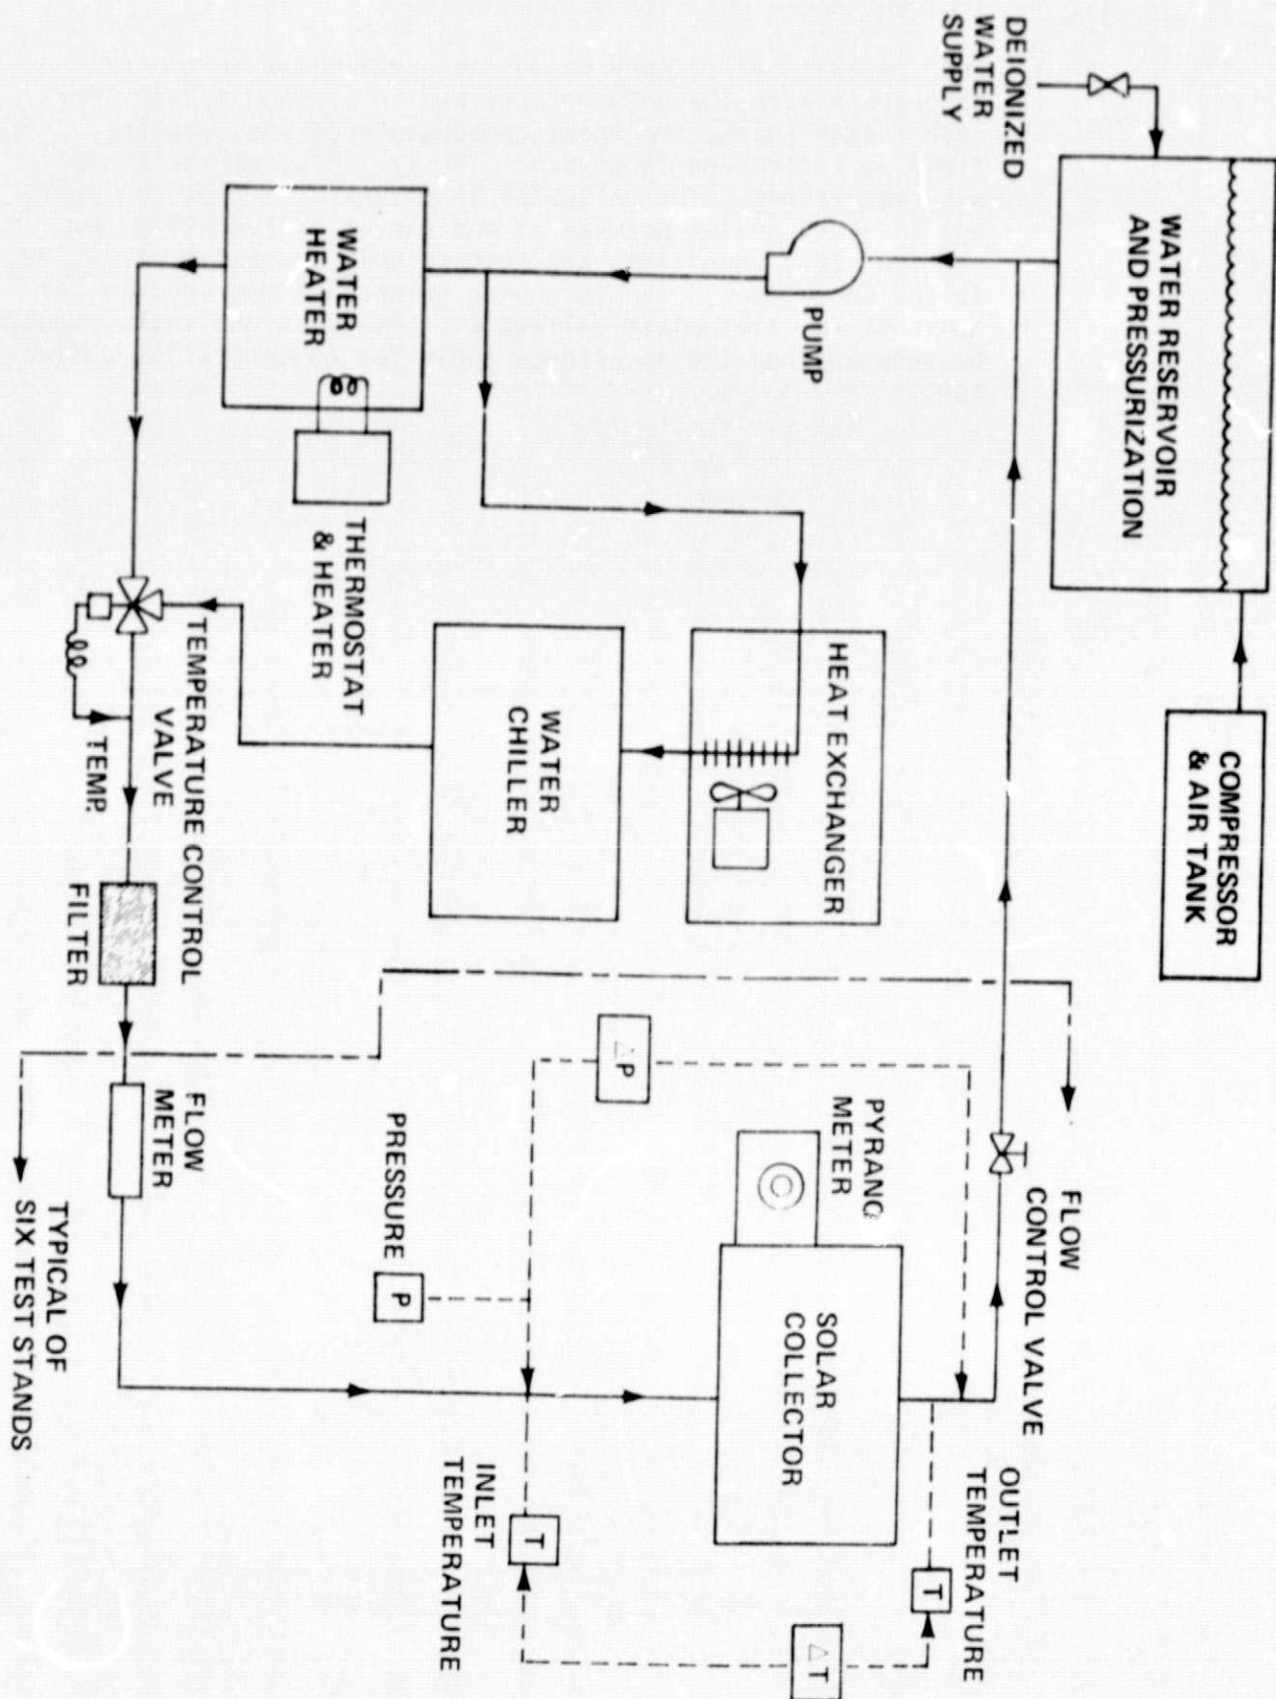 DEIONIZED
WATER
SUPPLY
WATER RESERVOIR
AND PRESSURIZATION
COMPRESSOR
& AIR TANK
PUMP
WATER
HEATER
THERMOSTAT
& HEATER
HEAT EXCHANGER
WATER
CHILLER
TEMPERATURE CONTROL
VALVE
TEMP.
FILTER
FLOW
METER
TYPICAL OF
SIX TEST STANDS
PRESSURE
P
ΔP
PYRANO
METER
SOLAR
COLLECTOR
FLOW
CONTROL VALVE
OUTLET
TEMPERATURE
T
INLET
TEMPERATURE
T
ΔT